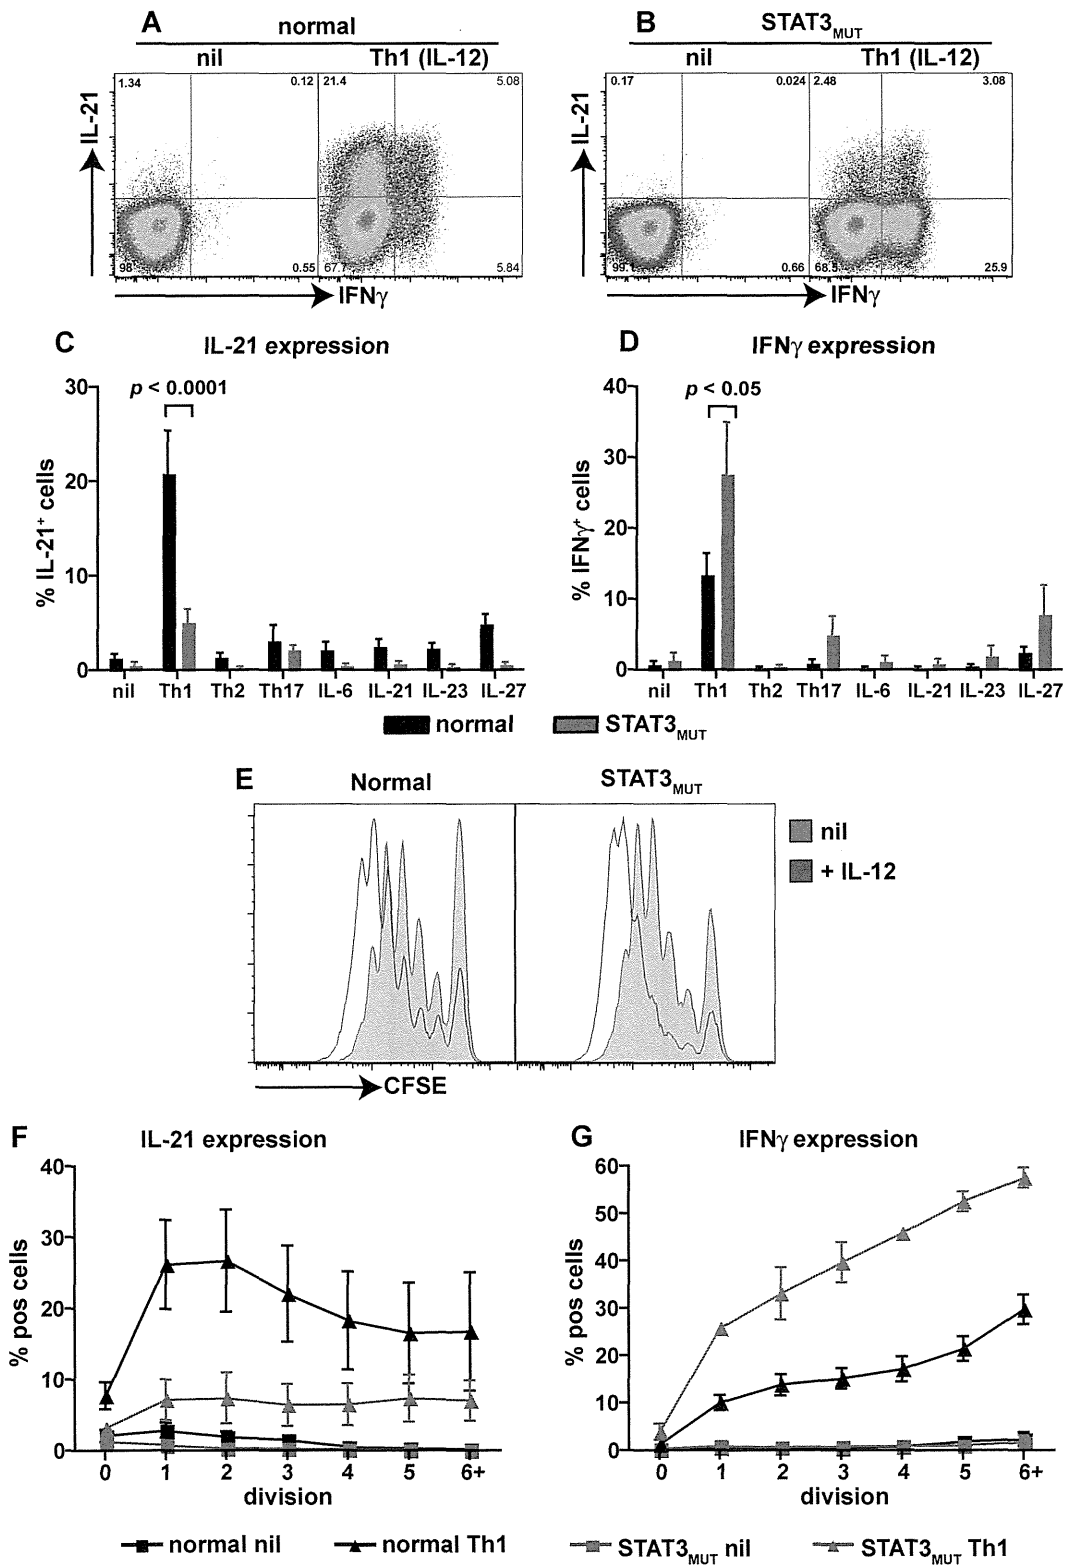 A
normal
nil
Th1 (IL-12)
1.34
0.12
21.4
5.08
IL-21
98
0.55
67.7
5.84
IFNγ
B
STAT3MUT
nil
Th1 (IL-12)
0.17
0.024
2.48
3.08
IL-21
99.1
0.66
68.5
25.9
IFNγ
C
IL-21 expression
p < 0.0001
% IL-21+ cells
30
20
10
0
nil Th1 Th2 Th17 IL-6 IL-21 IL-23 IL-27
D
IFNγ expression
p < 0.05
% IFNγ+ cells
40
30
20
10
0
nil Th1 Th2 Th17 IL-6 IL-21 IL-23 IL-27
normal STAT3MUT
E
Normal
STAT3MUT
nil
+ IL-12
CFSE
F
IL-21 expression
% pos cells
40
30
20
10
0
0 1 2 3 4 5 6+
division
G
IFNγ expression
% pos cells
60
50
40
30
20
10
0
0 1 2 3 4 5 6+
division
normal nil normal Th1 STAT3MUT nil STAT3MUT Th1